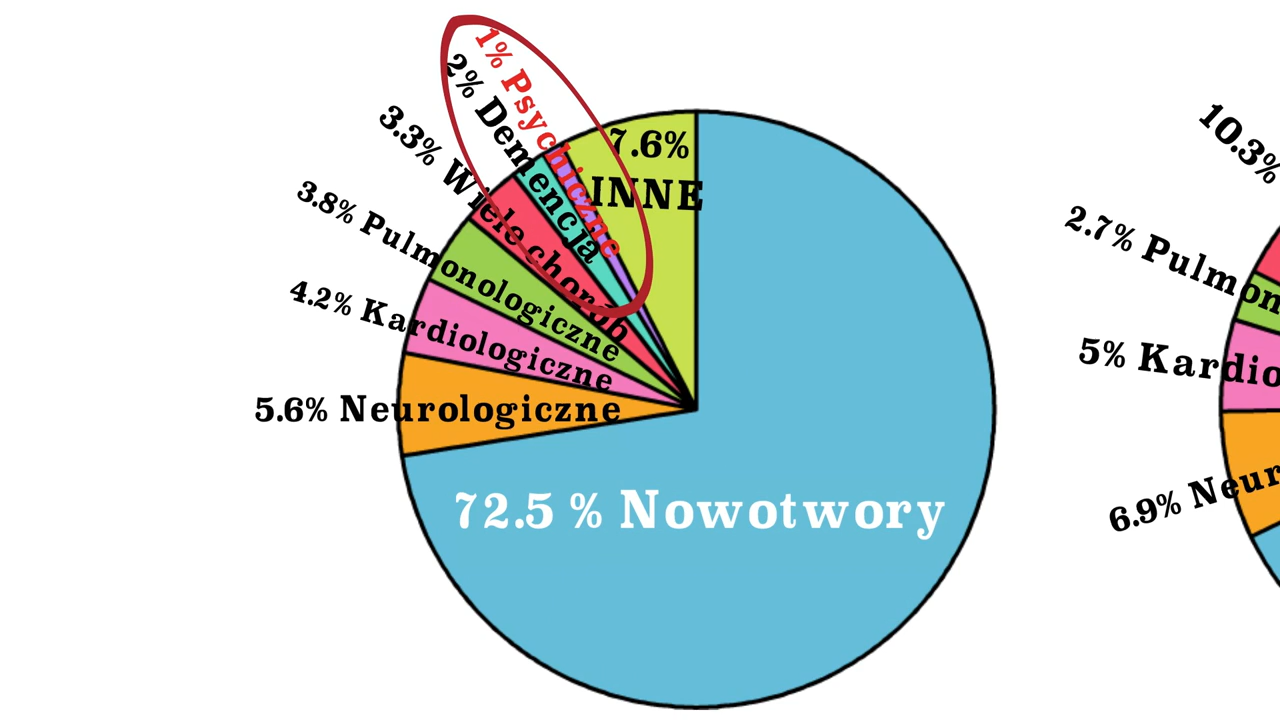 1% Psychiczne
2% Demencja
3.3% Wiele chorób
3.8% Pulmonologiczne
4.2% Kardiologiczne
5.6% Neurologiczne
7.6%
INNE
72.5 % Nowotwory
10.3%
2.7% Pulmon
5% Kardio
6.9% Neur